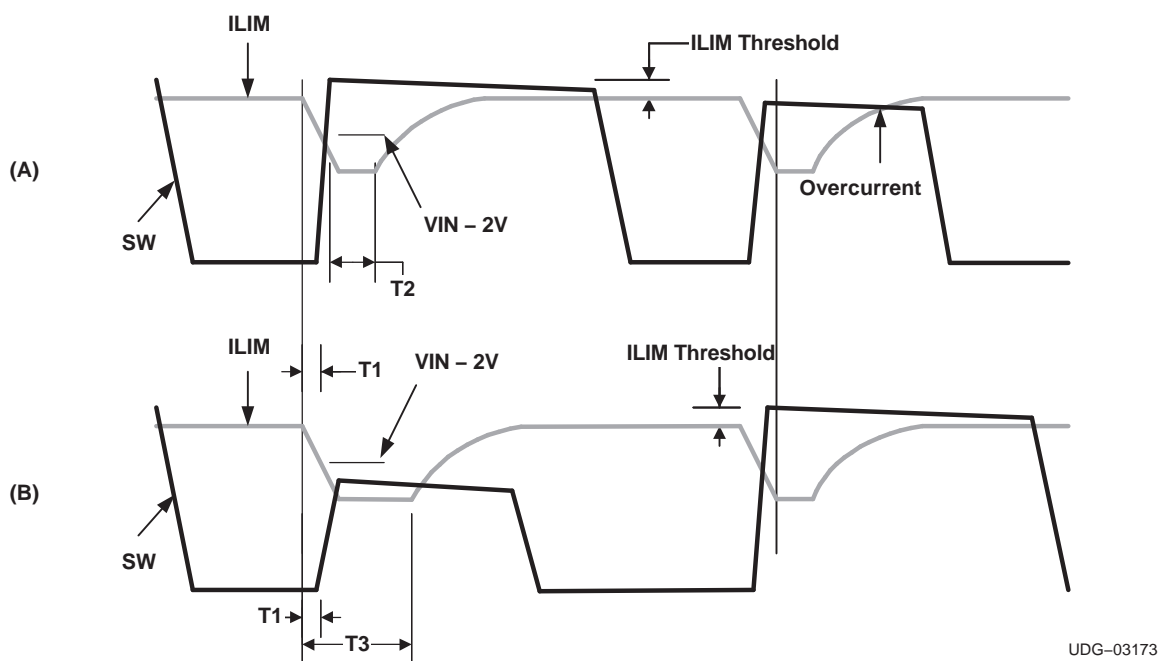 ILIM
ILIM Threshold
(A)
Overcurrent
VIN – 2V
SW
T2
ILIM
T1
VIN – 2V
ILIM Threshold
(B)
SW
T1
T3
UDG–03173